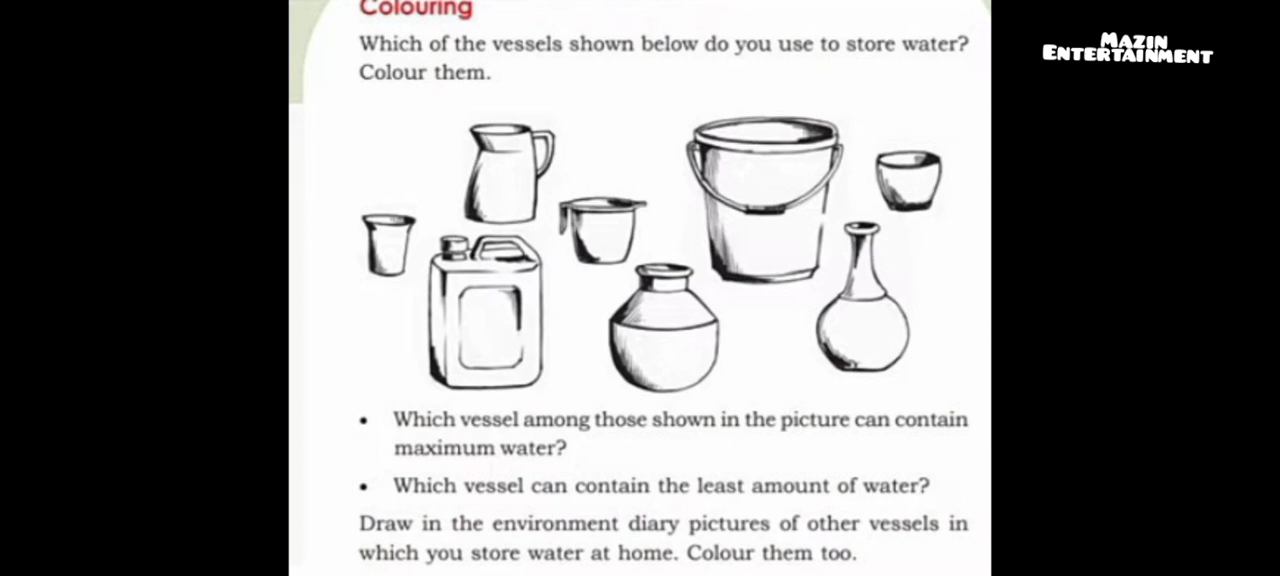 Colouring
Which of the vessels shown below do you use to store water?
Colour them.
MAZIN
ENTERTAINMENT
• Which vessel among those shown in the picture can contain
maximum water?
• Which vessel can contain the least amount of water?
Draw in the environment diary pictures of other vessels in
which you store water at home. Colour them too.